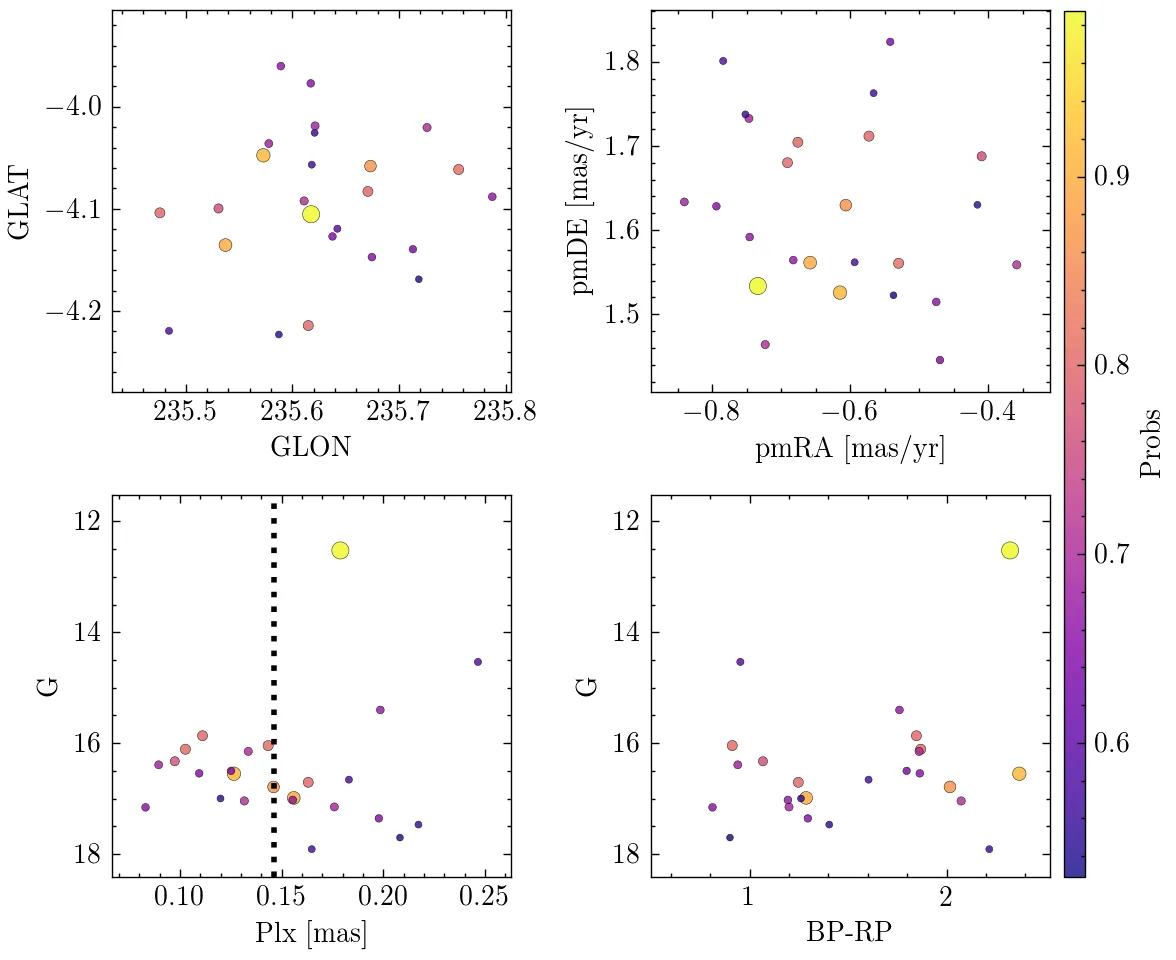 −4.0
−4.1
−4.2
GLAT
235.5 235.6 235.7 235.8
GLON
1.8
1.7
1.6
1.5
pmDE [mas/yr]
−0.8 −0.6 −0.4
pmRA [mas/yr]
12
14
16
18
G
0.10 0.15 0.20 0.25
Plx [mas]
12
14
16
18
G
1 2
BP-RP
0.9
0.8
0.7
0.6
Probs